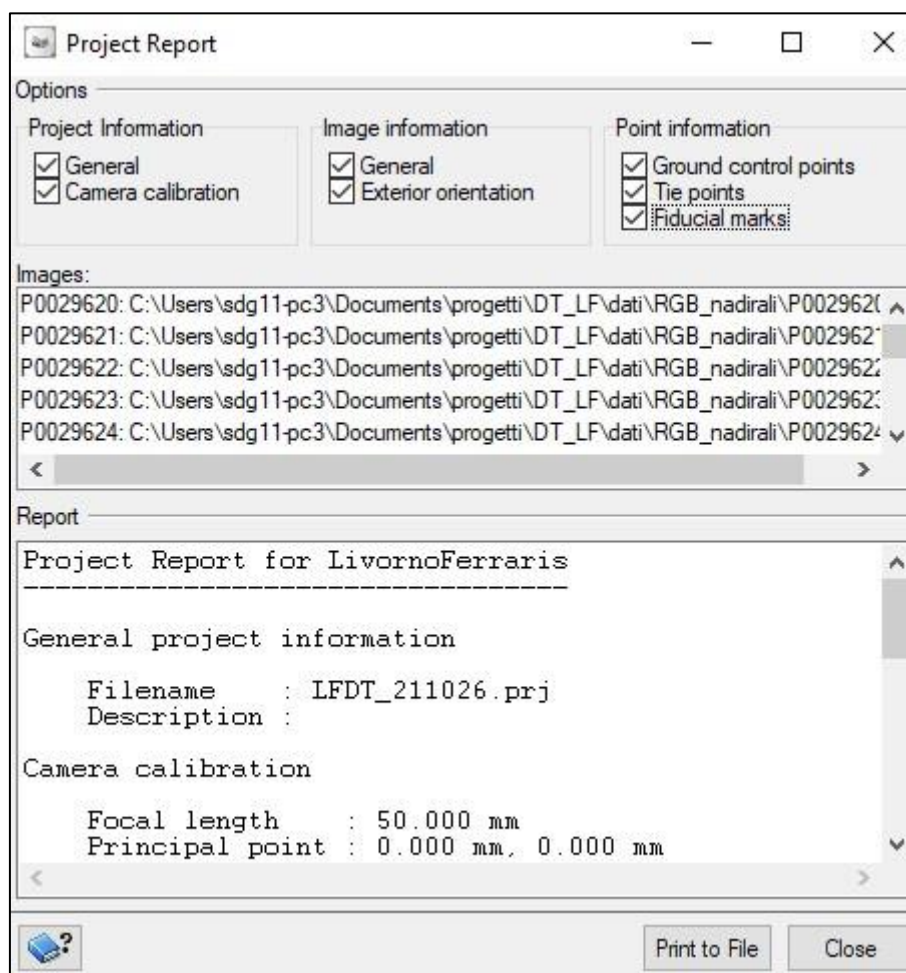 Project Report
Options
Project Information
General
Camera calibration
Image information
General
Exterior orientation
Point information
Ground control points
Tie points
Fiducial marks
Images:
P0029620: C:\Users\sdg11-pc3\Documents\progetti\DT_LF\dati\RGB_nadirali\P0029620
P0029621: C:\Users\sdg11-pc3\Documents\progetti\DT_LF\dati\RGB_nadirali\P0029621
P0029622: C:\Users\sdg11-pc3\Documents\progetti\DT_LF\dati\RGB_nadirali\P0029622
P0029623: C:\Users\sdg11-pc3\Documents\progetti\DT_LF\dati\RGB_nadirali\P0029623
P0029624: C:\Users\sdg11-pc3\Documents\progetti\DT_LF\dati\RGB_nadirali\P0029624
Report
Project Report for LivornoFerraris
-----------------------------------
General project information
Filename : LFDT_211026.prj
Description :
Camera calibration
Focal length : 50.000 mm
Principal point : 0.000 mm, 0.000 mm
Print to File
Close